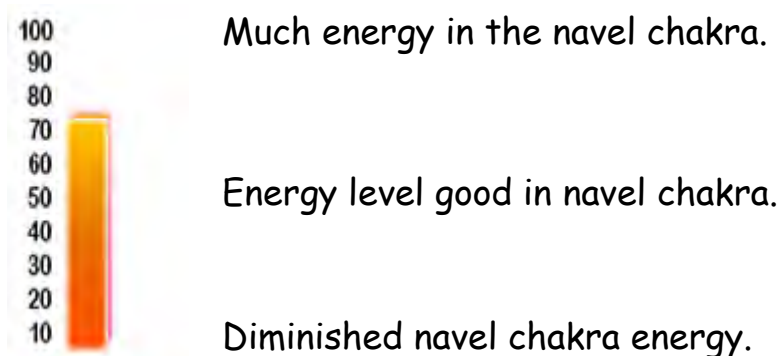 100 Much energy in the navel chakra.
90
80
70
60
50 Energy level good in navel chakra.
40
30
20
10 Diminished navel chakra energy.